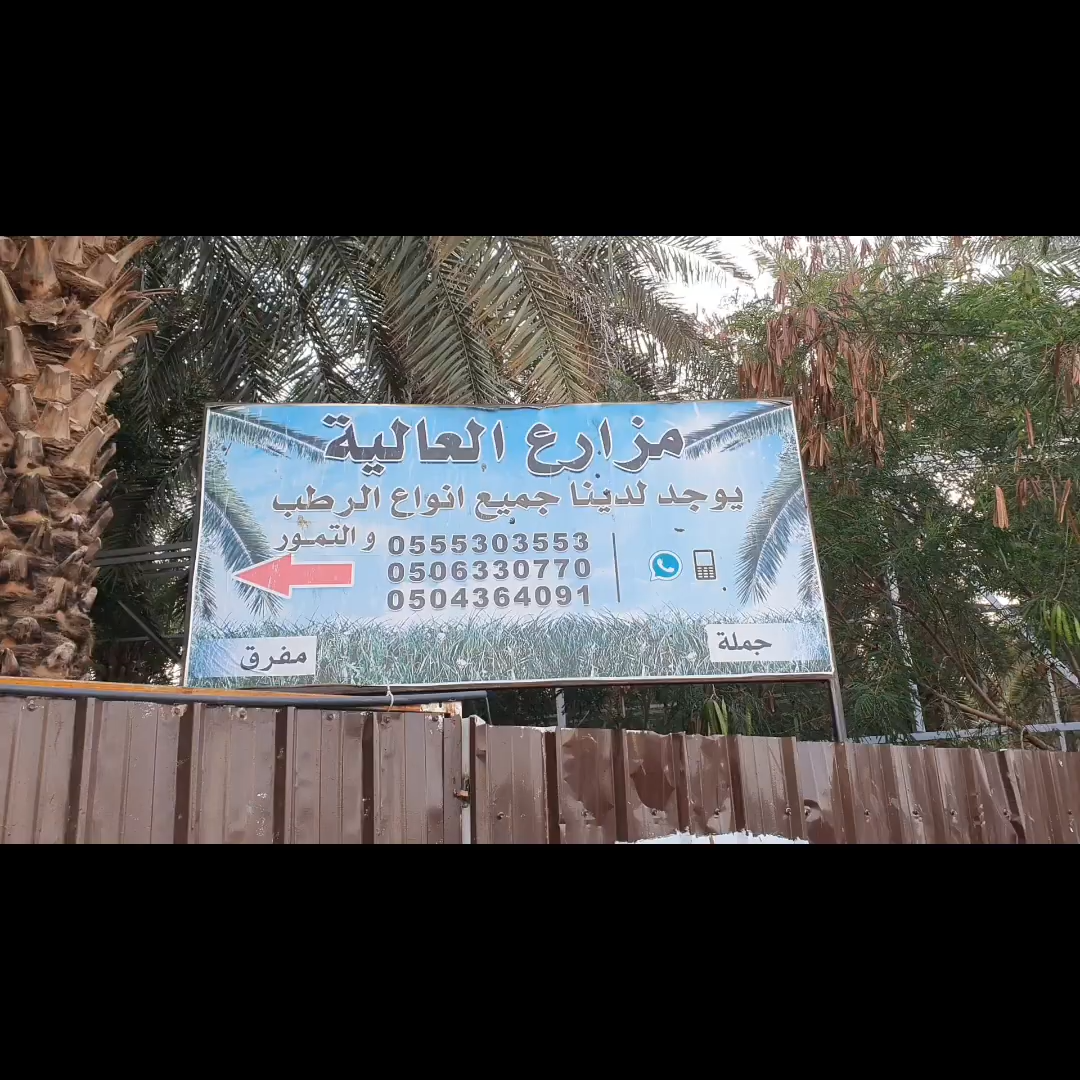 مزارع العالية
يوجد لدينا جميع انواع الرطب
و التمور
0555303553
0506330770
0504364091
جملة
مفرق